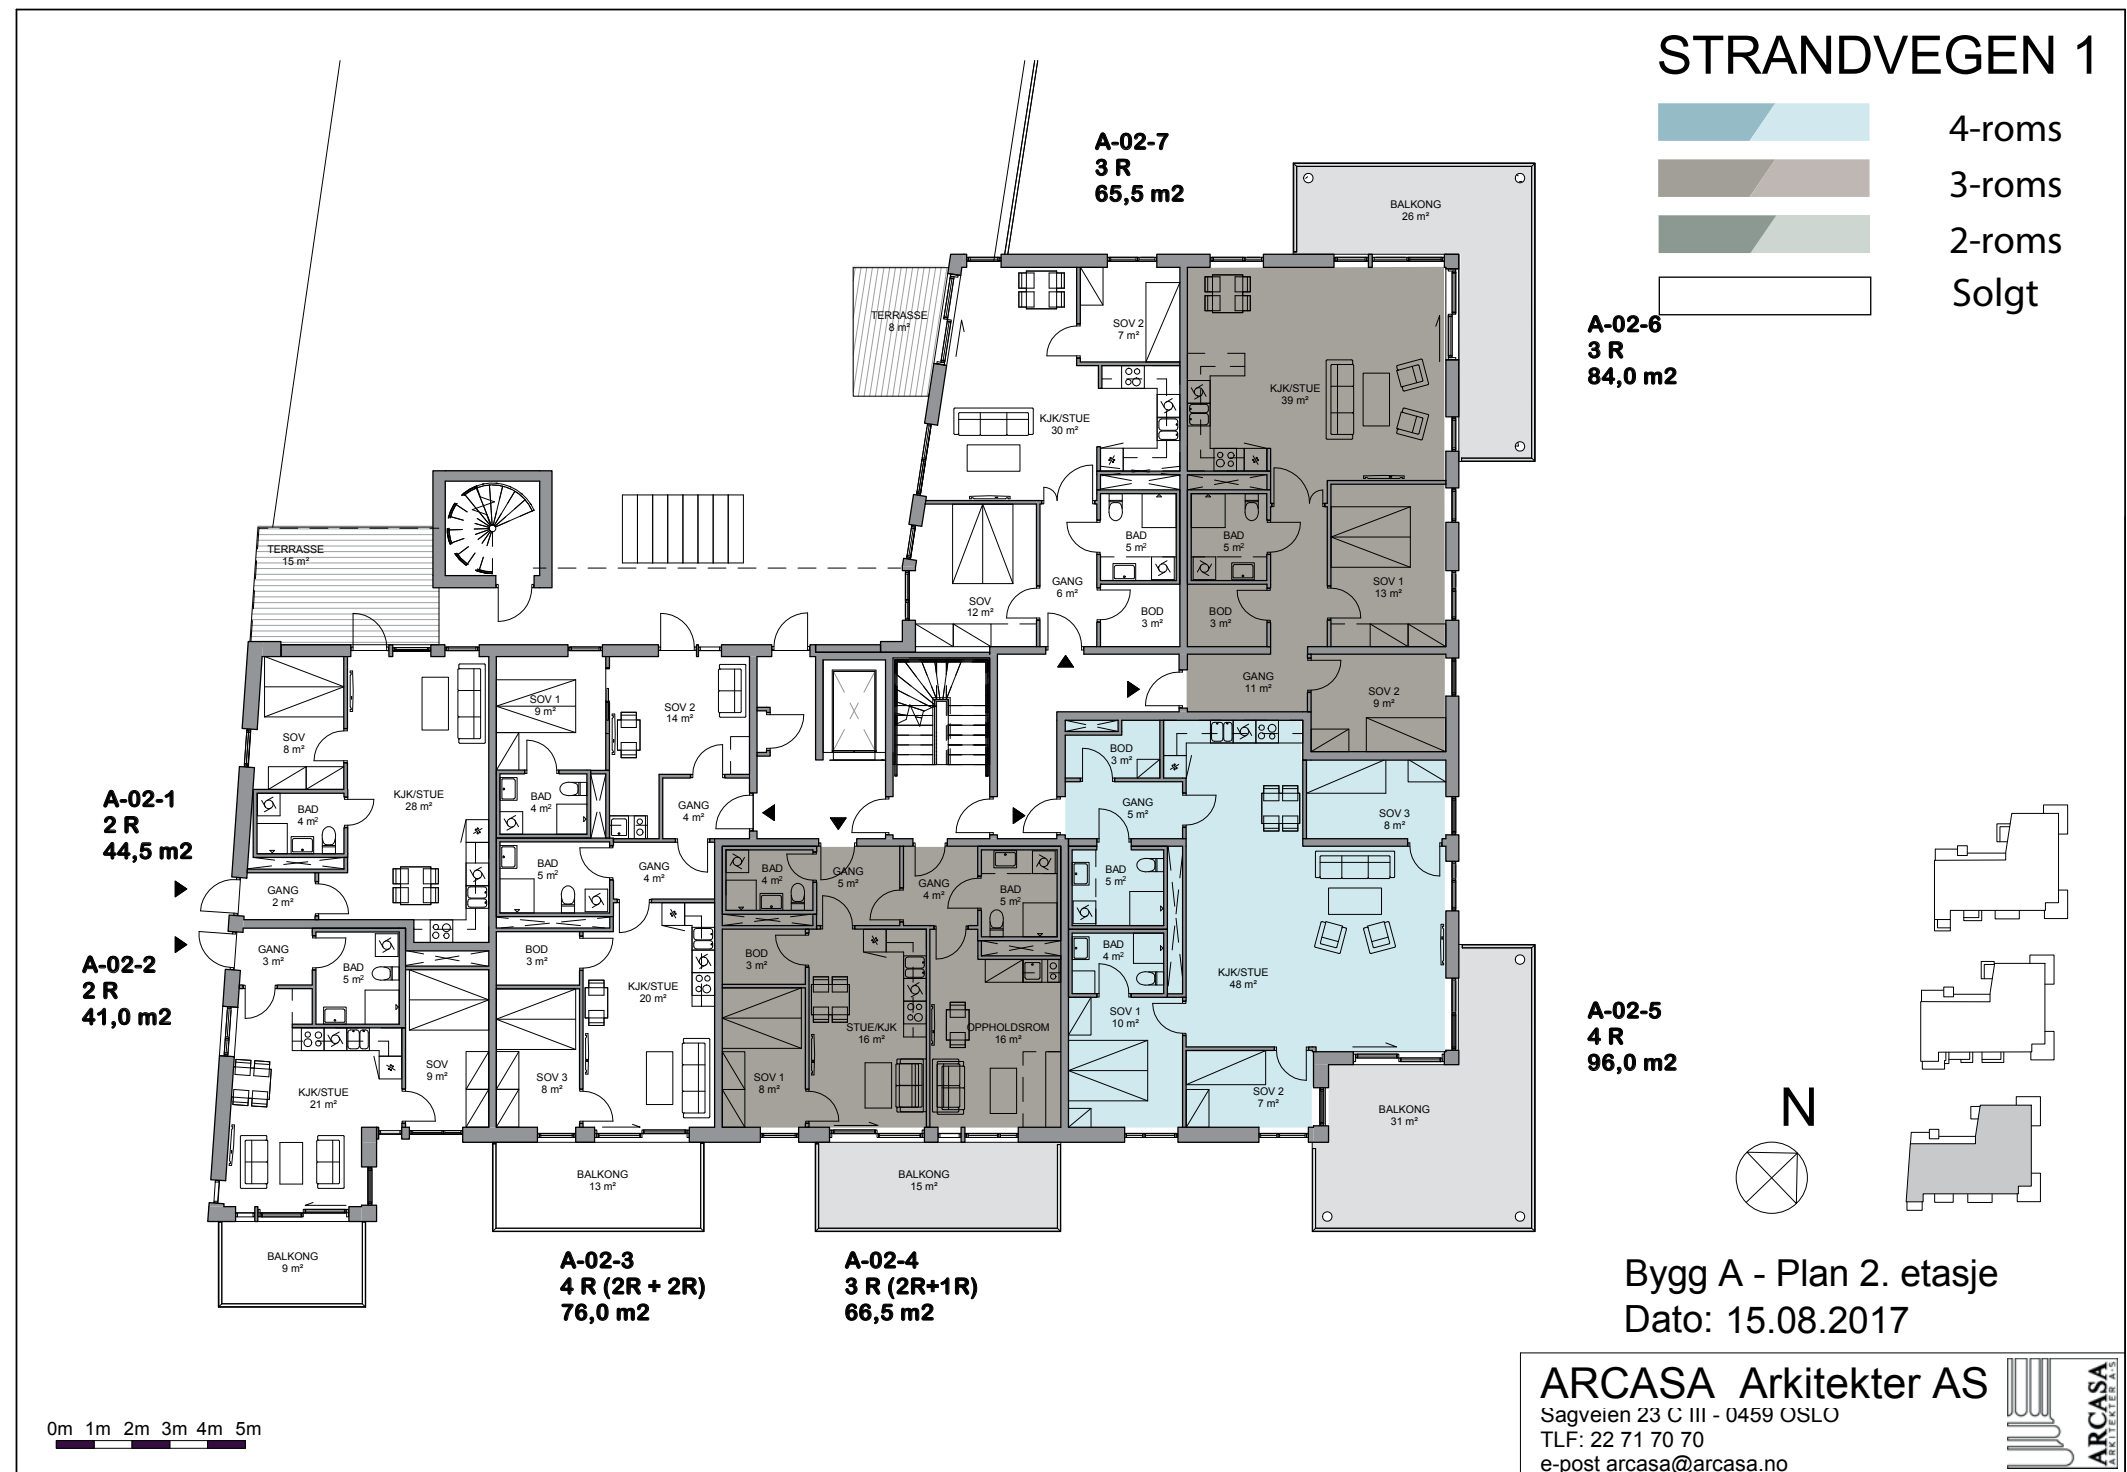 STRANDVEGEN 1
4-roms
3-roms
2-roms
Solgt
A-02-7
3 R
65,5 m2
BALKONG
26 m²
TERRASSE
8 m²
SOV 2
7 m²
KJK/STUE
30 m²
KJK/STUE
39 m²
A-02-6
3 R
84,0 m2
TERRASSE
15 m²
BAD
5 m²
BAD
5 m²
GANG
6 m²
SOV
12 m²
BOD
3 m²
BOD
3 m²
SOV 1
13 m²
GANG
11 m²
SOV 2
9 m²
SOV
8 m²
SOV 1
9 m²
SOV 2
14 m²
BOD
3 m²
A-02-1
2 R
44,5 m2
KJK/STUE
28 m²
BAD
4 m²
BAD
4 m²
GANG
4 m²
GANG
5 m²
SOV 3
8 m²
GANG
2 m²
BAD
5 m²
GANG
4 m²
BAD
4 m²
GANG
5 m²
GANG
4 m²
BAD
5 m²
BAD
5 m²
A-02-2
2 R
41,0 m2
GANG
3 m²
BAD
5 m²
BOD
3 m²
BOD
3 m²
BAD
4 m²
KJK/STUE
20 m²
KJK/STUE
48 m²
STUE/KJK
16 m²
OPPHOLDSROM
16 m²
SOV 1
10 m²
A-02-5
4 R
96,0 m2
KJK/STUE
21 m²
SOV
9 m²
SOV 3
8 m²
SOV 1
8 m²
SOV 2
7 m²
BALKONG
31 m²
N
BALKONG
13 m²
BALKONG
15 m²
BALKONG
9 m²
A-02-3
4 R (2R + 2R)
76,0 m2
A-02-4
3 R (2R+1R)
66,5 m2
Bygg A - Plan 2. etasje
Dato: 15.08.2017
0m 1m 2m 3m 4m 5m
ARCASA Arkitekter AS
Sagveien 23 C III - 0459 OSLO
TLF: 22 71 70 70
e-post arcasa@arcasa.no
ARCASA
ARKITEKTER A·S